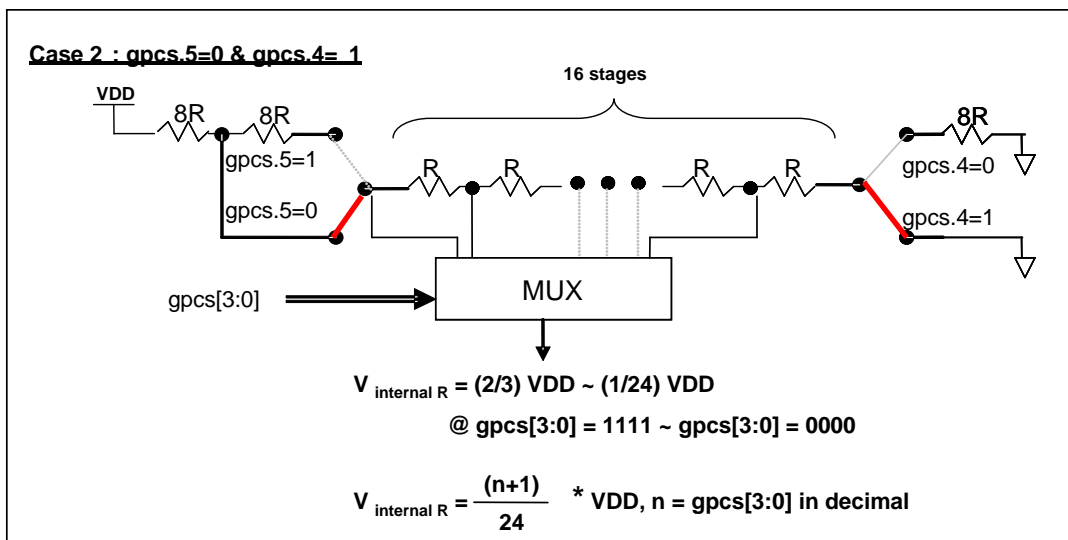 Case 2 : gpcs.5=0 & gpcs.4= 1
16 stages
VDD
8R 8R 8R
gpcs.5=1
R R R R
gpcs.4=0
gpcs.5=0
gpcs.4=1
MUX
gpcs[3:0]
V internal R = (2/3) VDD ~ (1/24) VDD
@ gpcs[3:0] = 1111 ~ gpcs[3:0] = 0000
(n+1)
V internal R = * VDD, n = gpcs[3:0] in decimal
24